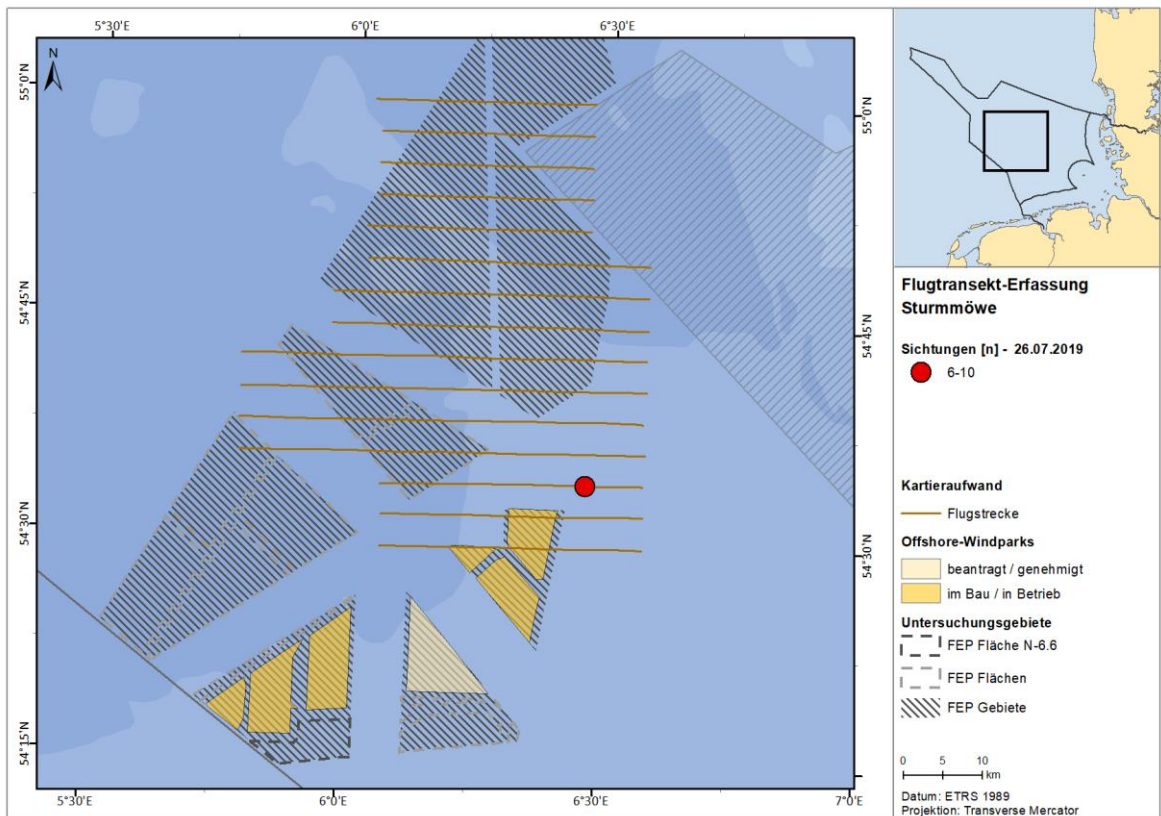 5°30'E
6°0'E
6°30'E
N
55°0'N
55°0'N
54°45'N
54°45'N
54°30'N
54°30'N
54°15'N
5°30'E
6°0'E
6°30'E
7°0'E
Flugtransekt-Erfassung
Sturmmöwe
Sichtungen [n] - 26.07.2019
6-10
Kartieraufwand
Flugstrecke
Offshore-Windparks
beantragt / genehmigt
im Bau / in Betrieb
Untersuchungsgebiete
FEP Fläche N-6.6
FEP Flächen
FEP Gebiete
0 5 10
km
Datum: ETRS 1989
Projektion: Transverse Mercator